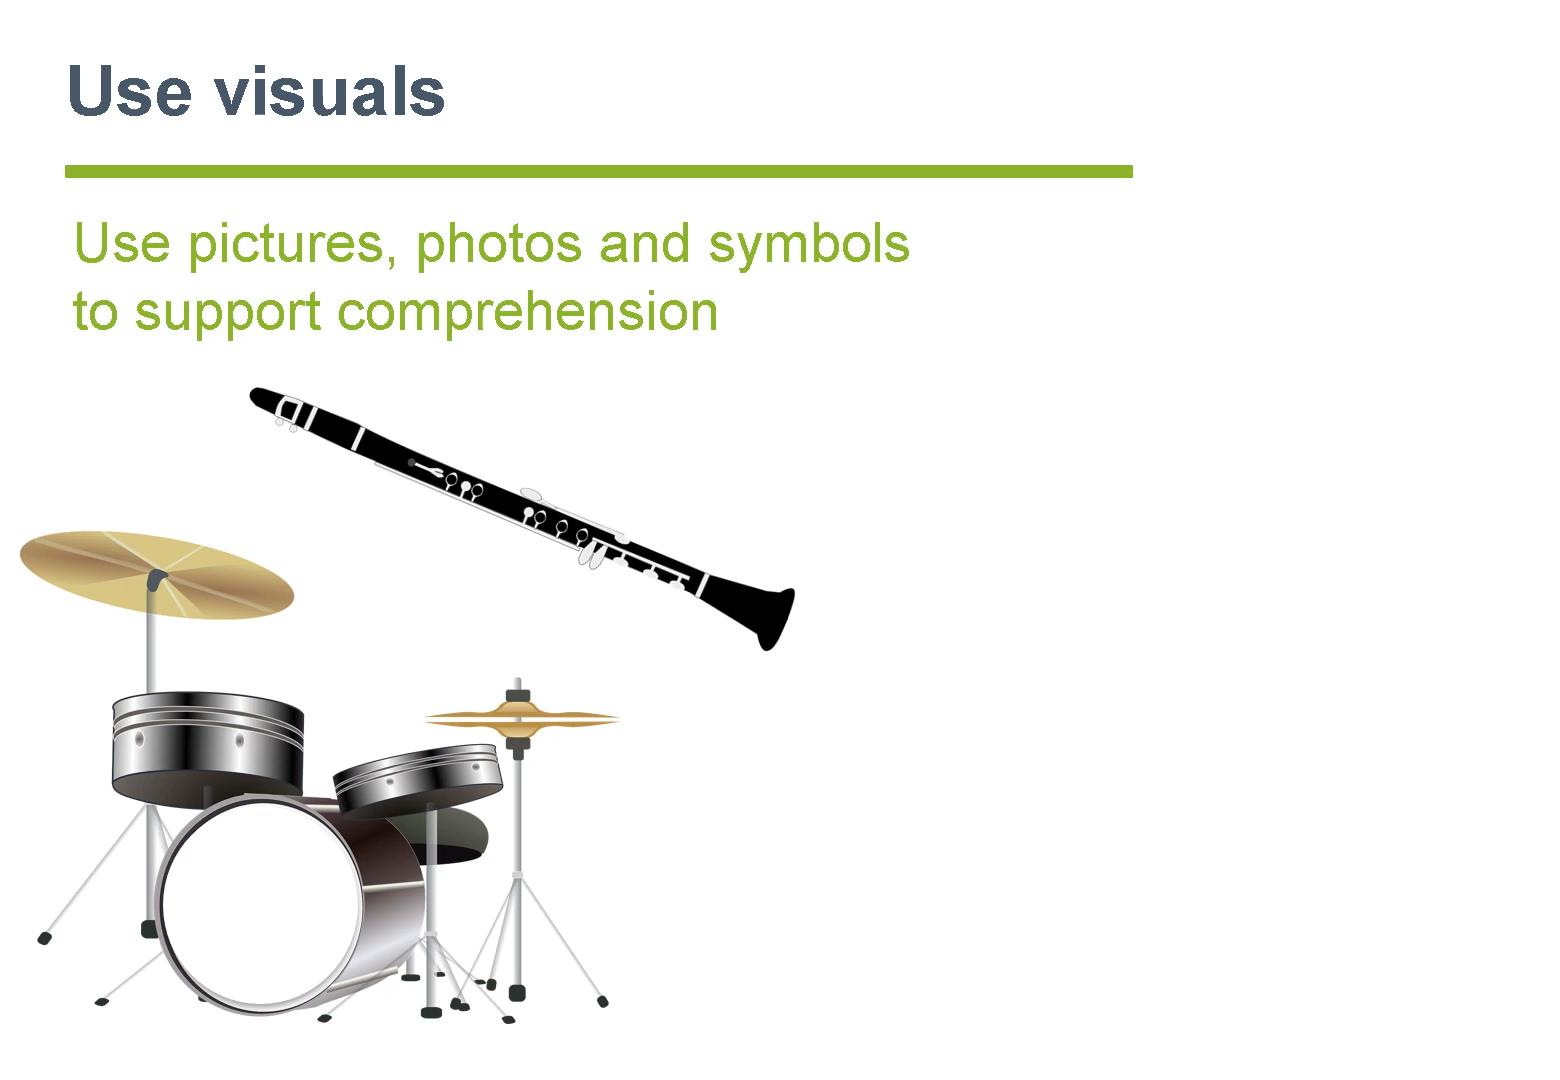 Use visuals
Use pictures, photos and symbols
to support comprehension